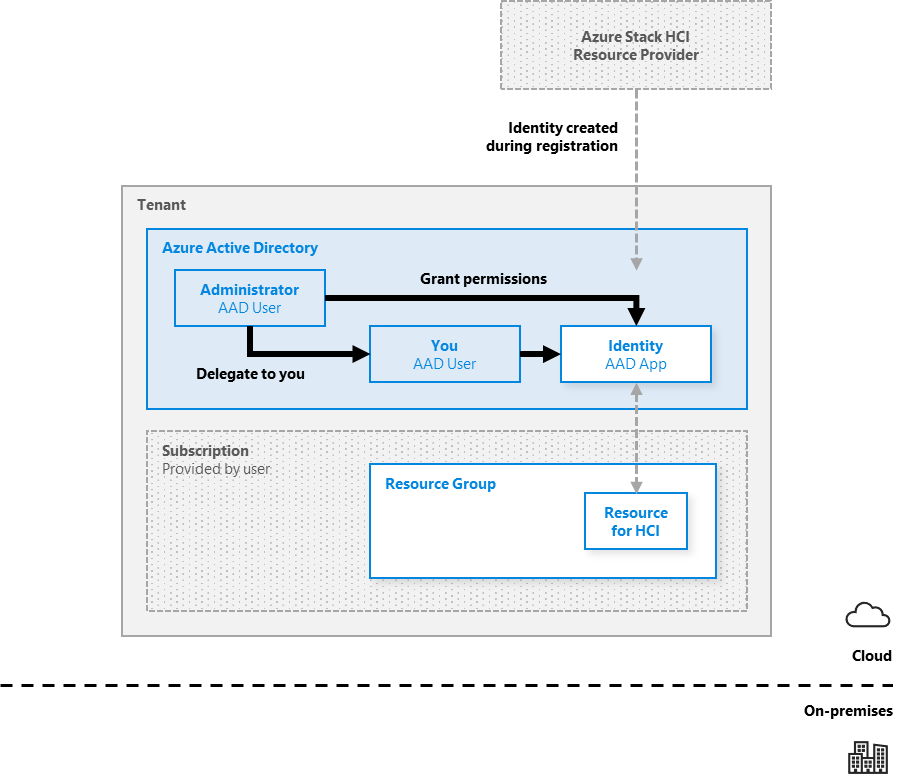 Azure Stack HCI
Resource Provider
Identity created
during registration
Tenant
Azure Active Directory
Administrator
AAD User
Grant permissions
You
AAD User
Identity
AAD App
Delegate to you
Subscription
Provided by user
Resource Group
Resource
for HCI
Cloud
On-premises